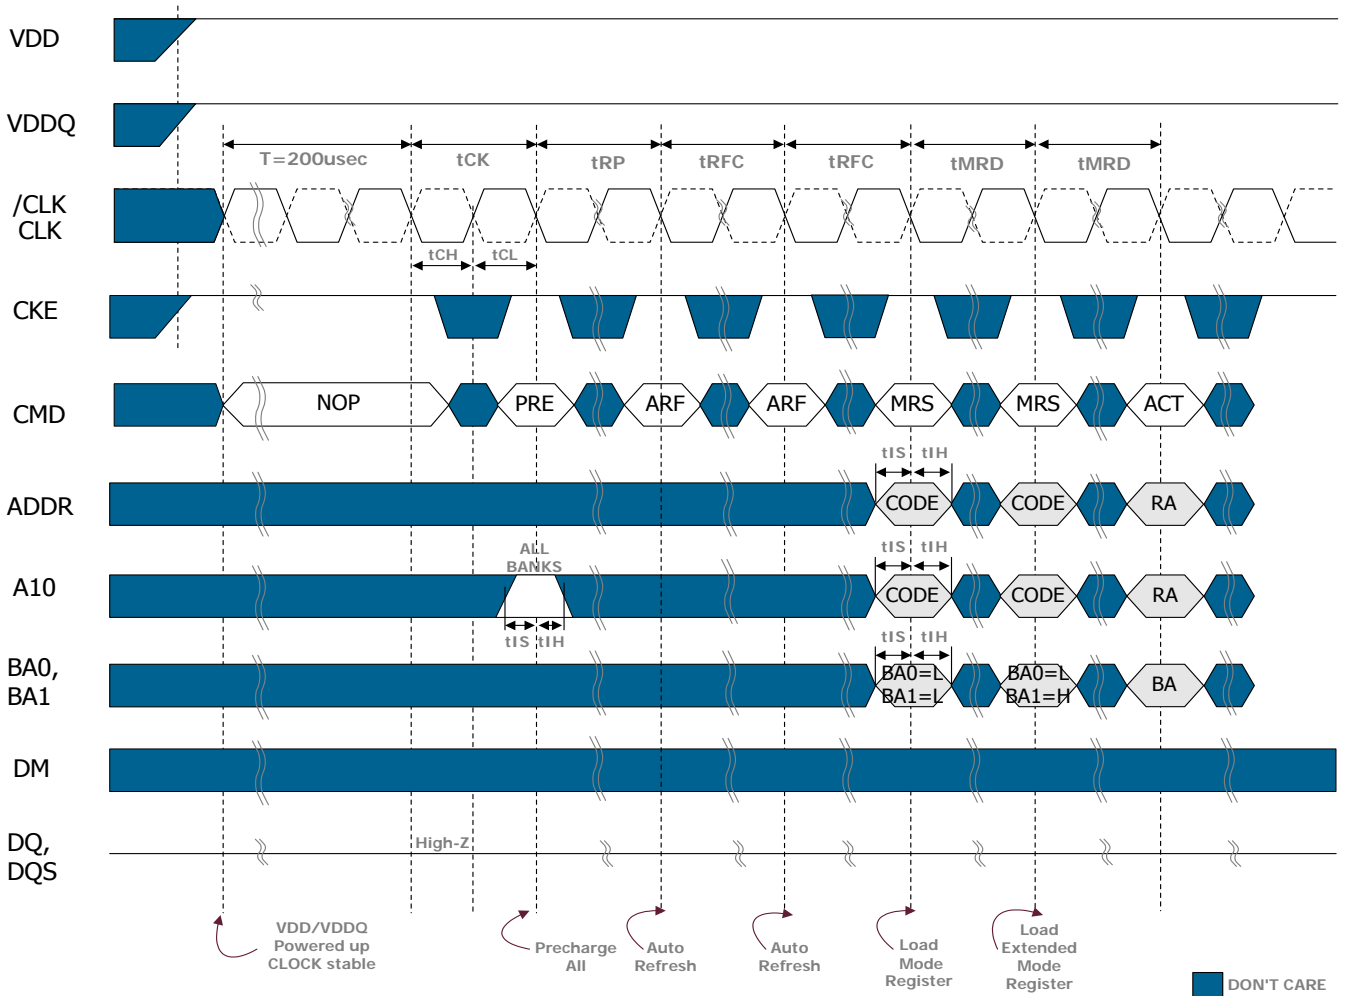 VDD
VDDQ
T=200usec tCK tRP tRFC tRFC tMRD tMRD
/CLK
CLK
tCH tCL
CKE
CMD NOP PRE ARF ARF MRS MRS ACT
tIS tIH
ADDR CODE CODE RA
ALL
BANKS
tIS tIH
A10 CODE CODE RA
tIS tIH
tIS tIH
BA0,
BA1
BA0=L
BA1=L
BA0=L
BA1=H
BA
DM
DQ,
DQS
High-Z
VDD/VDDQ
Powered up
CLOCK stable
Precharge
All
Auto
Refresh
Auto
Refresh
Load
Mode
Register
Load
Extended
Mode
Register
DON'T CARE